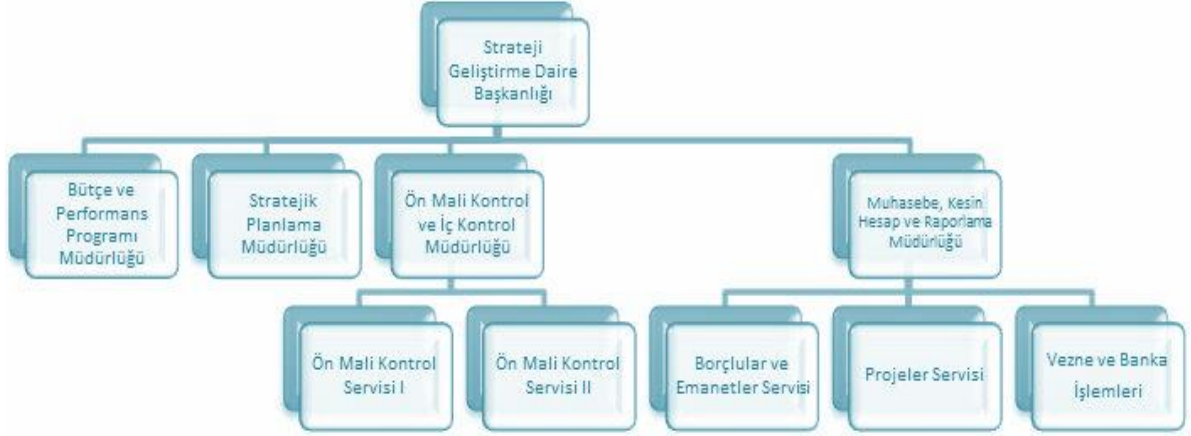 Strateji
Geliştirme Daire
Başkanlığı
Bütçe ve
Performans
Programı
Müdürlüğü
Stratejik
Planlama
Müdürlüğü
Ön Mali Kontrol
ve İç Kontrol
Müdürlüğü
Muhasebe, Kesin
Hesap ve Raporlama
Müdürlüğü
Ön Mali Kontrol
Servisi I
Ön Mali Kontrol
Servisi II
Borçlular ve
Emanetler Servisi
Projeler Servisi
Vezne ve Banka
İşlemleri